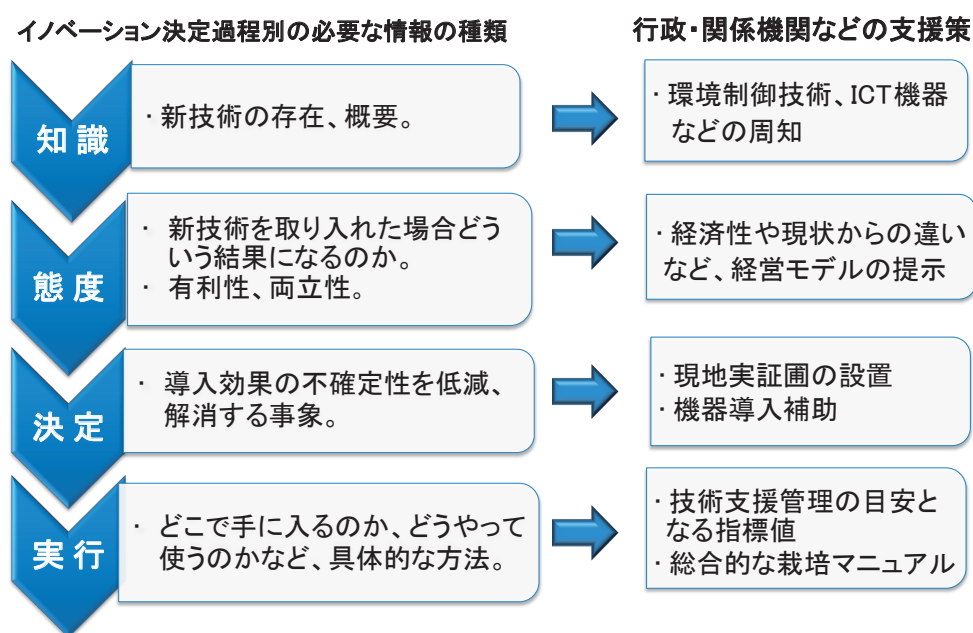 イノベーション決定過程別の必要な情報の種類
行政・関係機関などの支援策
知 識
・新技術の存在、概要。
・環境制御技術、ICT機器
などの周知
態 度
・ 新技術を取り入れた場合どう
いう結果になるのか。
・ 有利性、両立性。
・経済性や現状からの違い
など、経営モデルの提示
決 定
・ 導入効果の不確定性を低減、
解消する事象。
・現地実証圃の設置
・機器導入補助
実 行
・ どこで手に入るのか、どうやって
使うのかなど、具体的な方法。
・技術支援管理の目安と
なる指標値
・総合的な栽培マニュアル